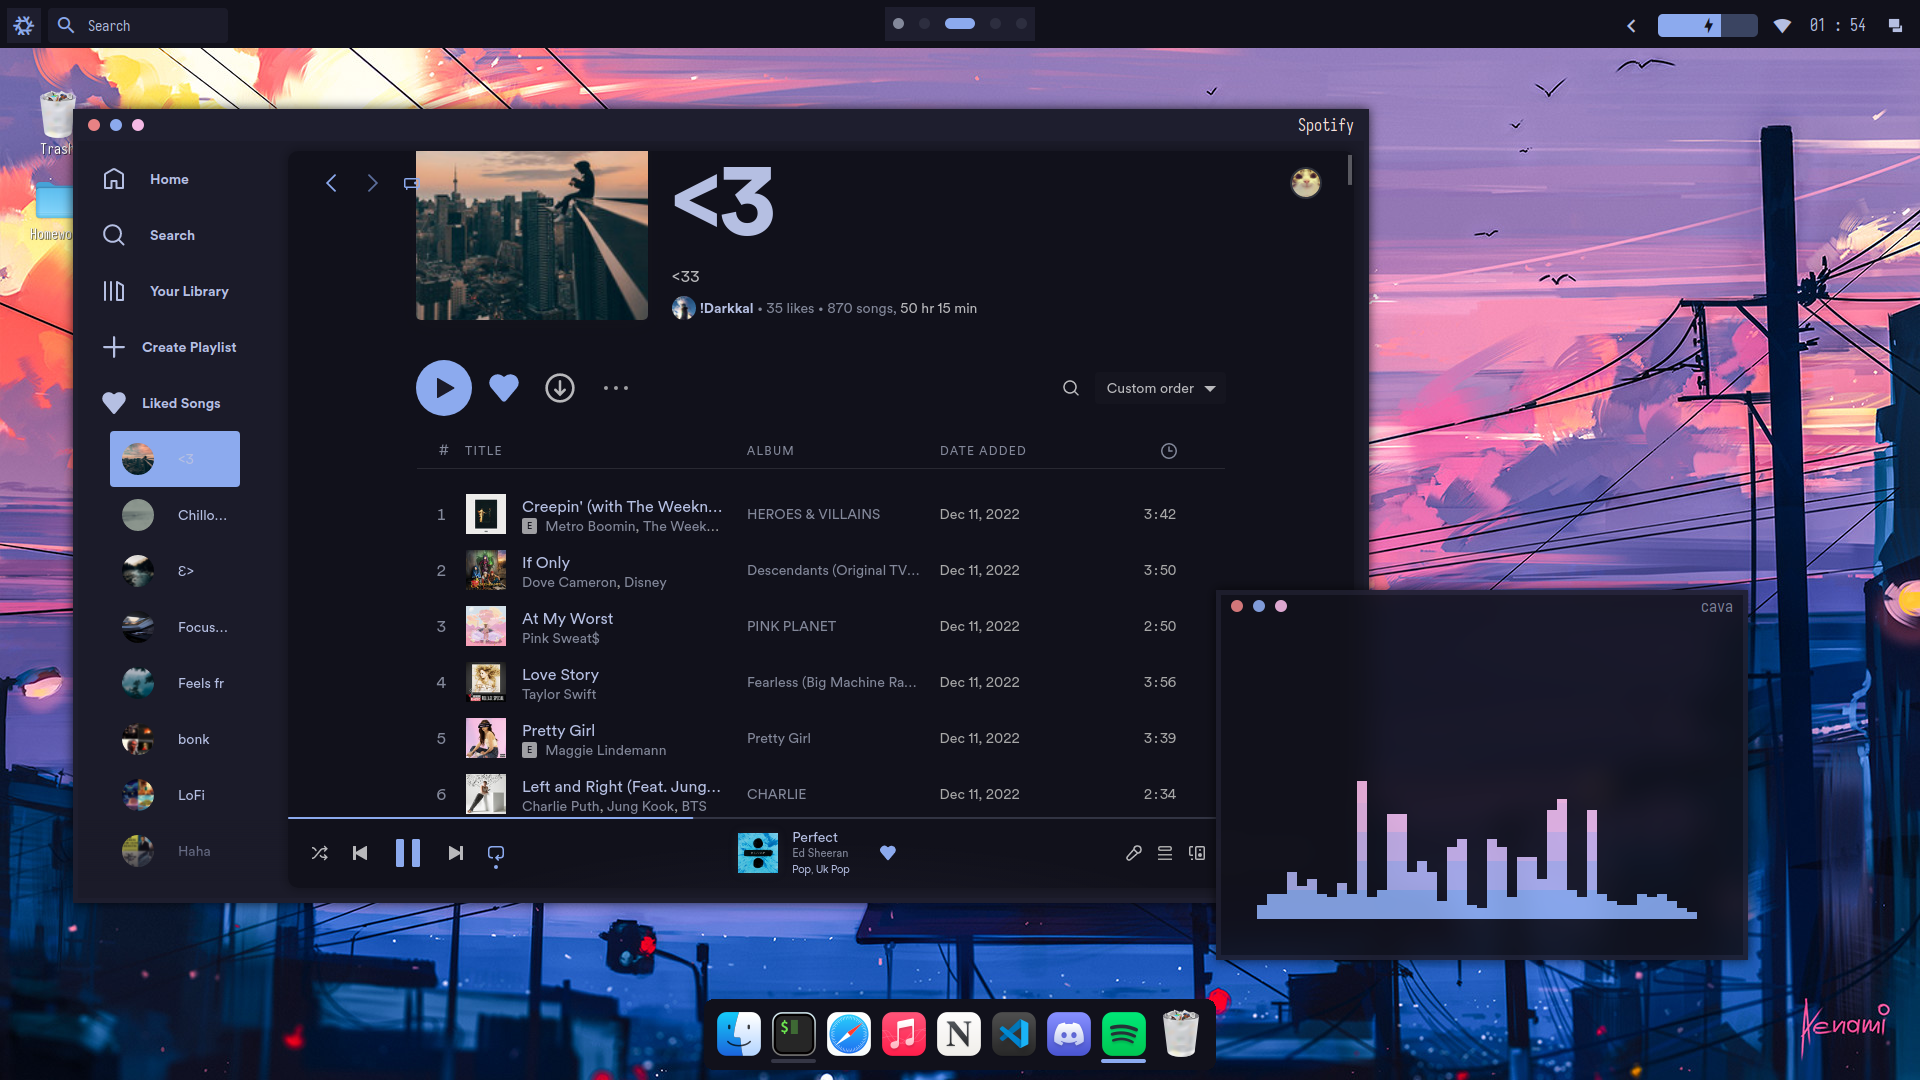 Search
01 : 54
Trash
Homewo
Spotify
Home
Search
Your Library
Create Playlist
Liked Songs
<3
Chillo...
Ɛ>
Focus...
Feels fr
bonk
LoFi
Haha
<3
<33
!Darkkal • 35 likes • 870 songs, 50 hr 15 min
Custom order
# TITLE ALBUM DATE ADDED
1 Creepin' (with The Weekn... HEROES & VILLAINS Dec 11, 2022 3:42
E Metro Boomin, The Week...
2 If Only Descendants (Original TV... Dec 11, 2022 3:50
Dove Cameron, Disney
3 At My Worst PINK PLANET Dec 11, 2022 2:50
Pink Sweat$
4 Love Story Fearless (Big Machine Ra... Dec 11, 2022 3:56
Taylor Swift
5 Pretty Girl Pretty Girl Dec 11, 2022 3:39
E Maggie Lindemann
6 Left and Right (Feat. Jung... CHARLIE Dec 11, 2022 2:34
Charlie Puth, Jung Kook, BTS
Perfect
Ed Sheeran
Pop, Uk Pop
cava
$
N
Aenami